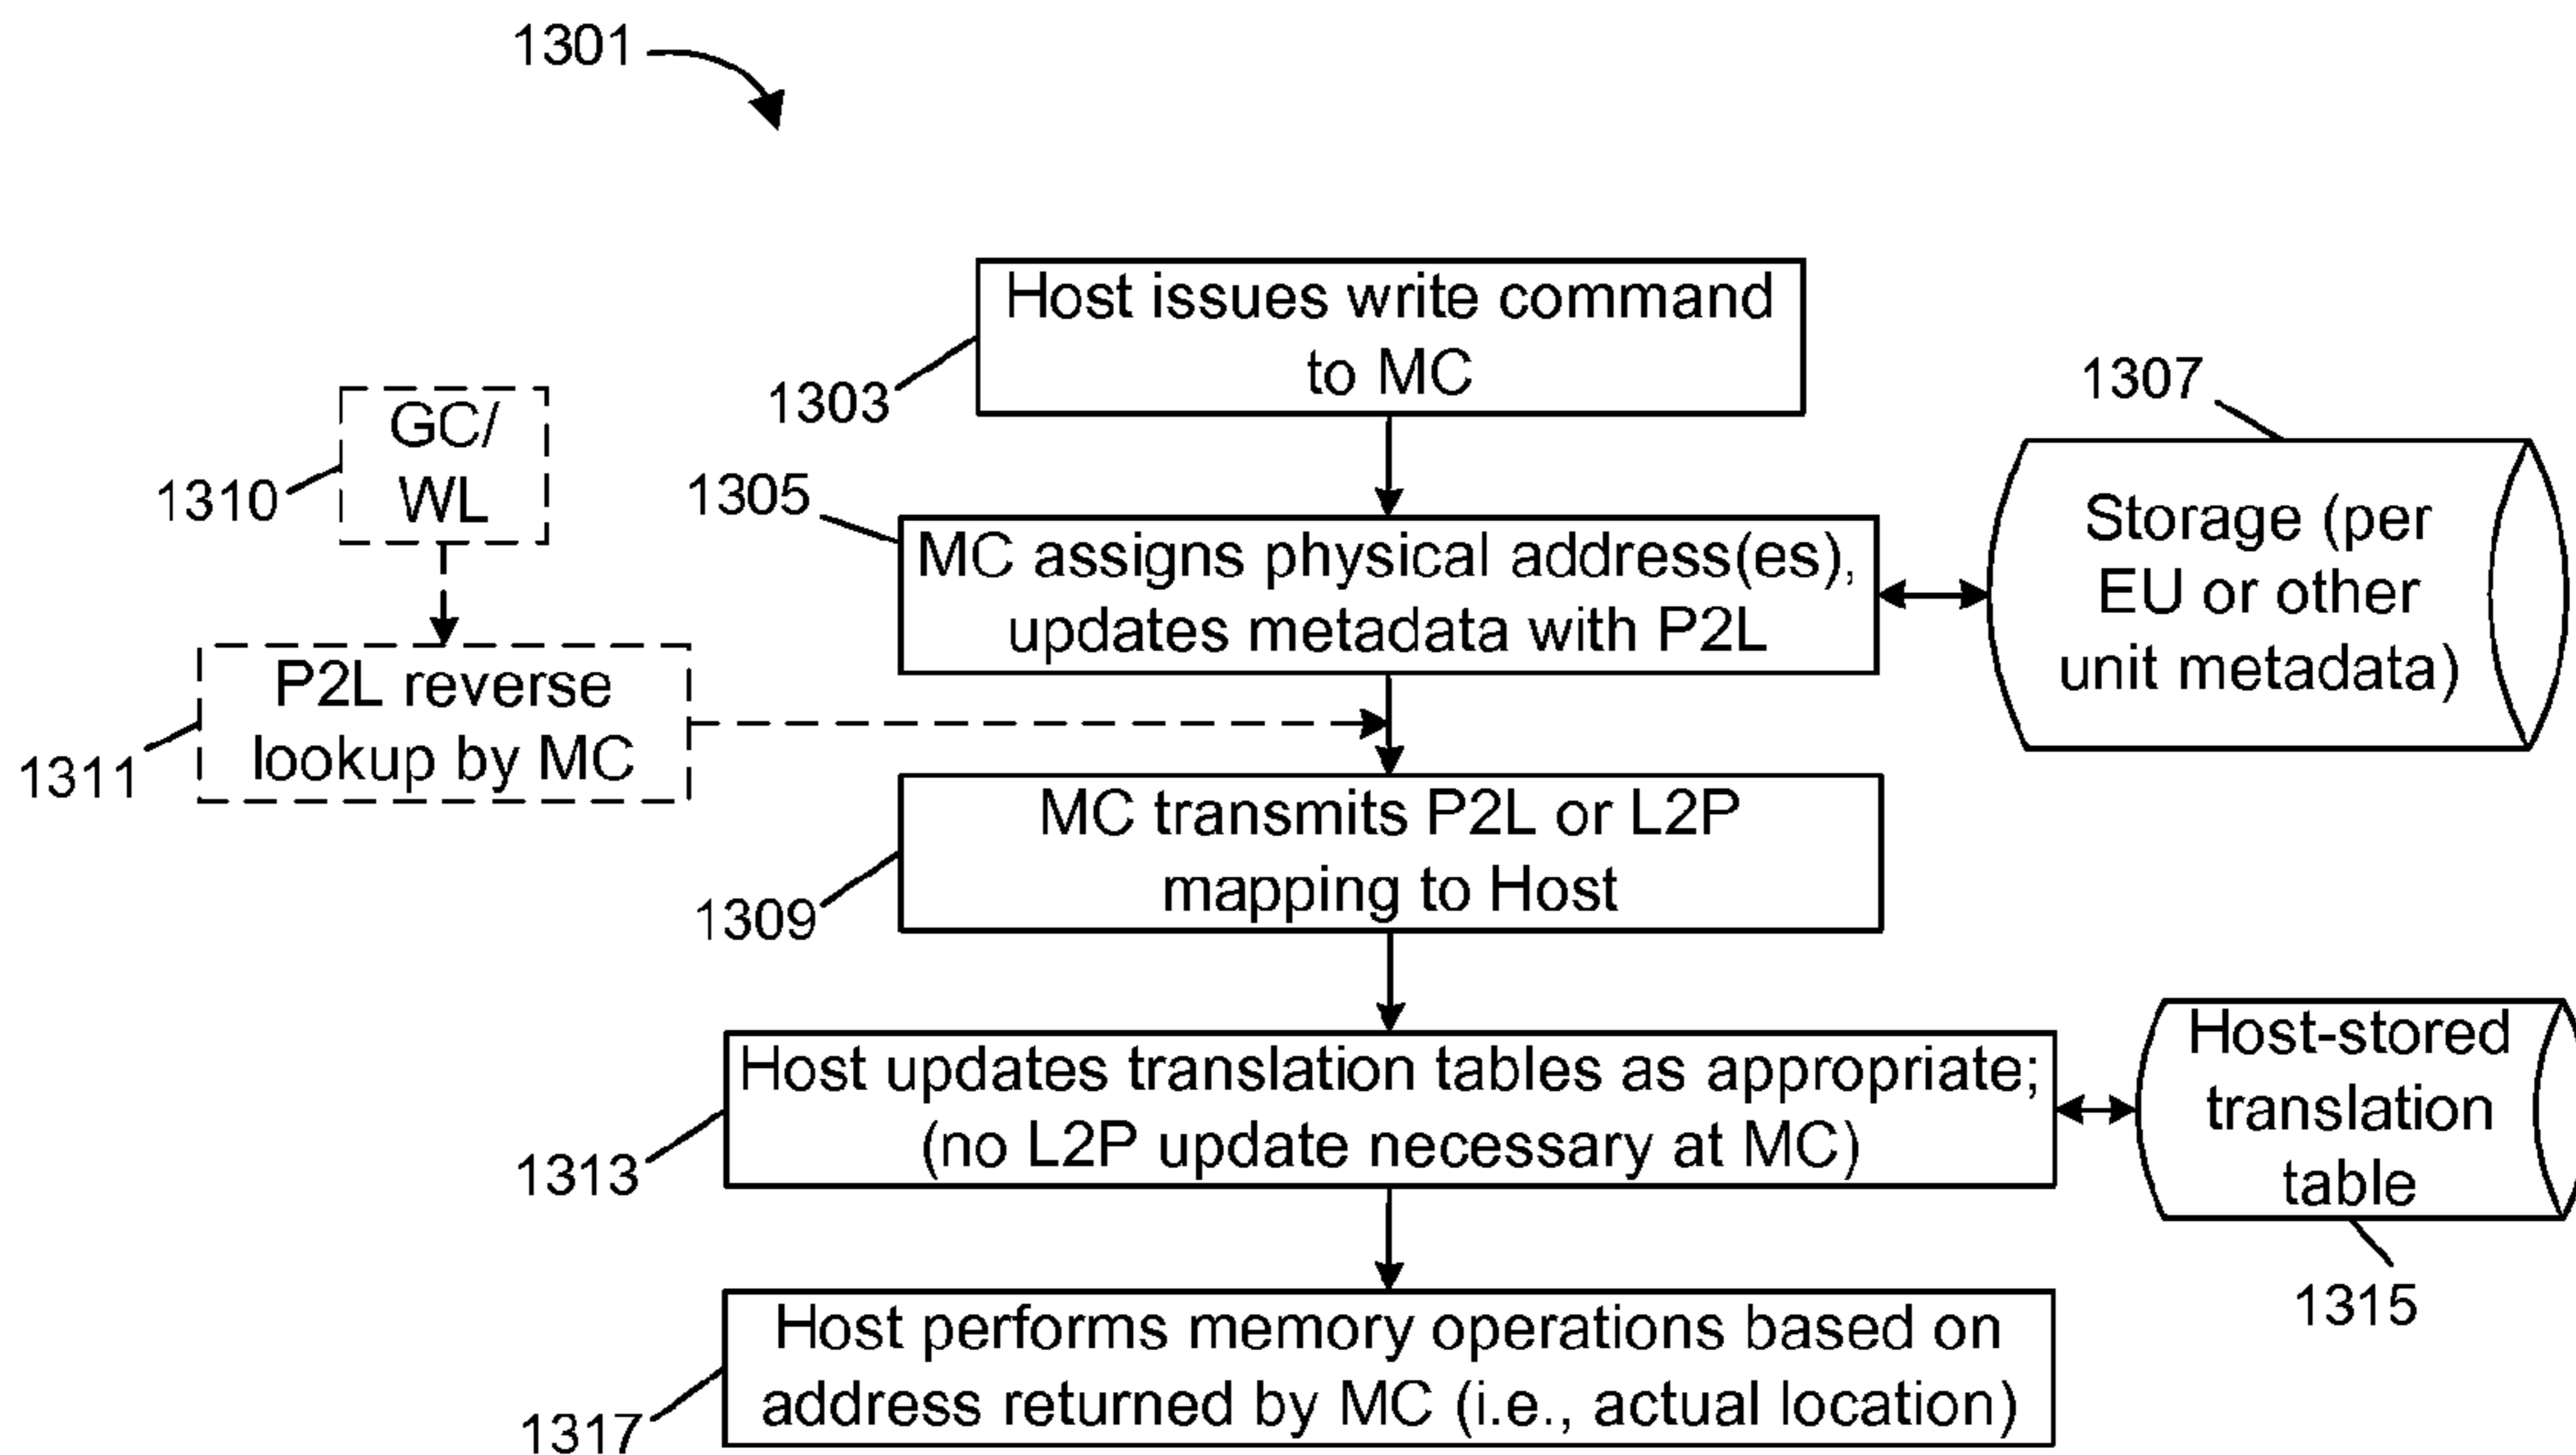 1301
Host issues write command
to MC
1303
1307
GC/
WL
1310
1305
MC assigns physical address(es),
updates metadata with P2L
Storage (per
EU or other
unit metadata)
P2L reverse
lookup by MC
1311
MC transmits P2L or L2P
mapping to Host
1309
Host updates translation tables as appropriate;
(no L2P update necessary at MC)
1313
Host-stored
translation
table
1315
Host performs memory operations based on
address returned by MC (i.e., actual location)
1317